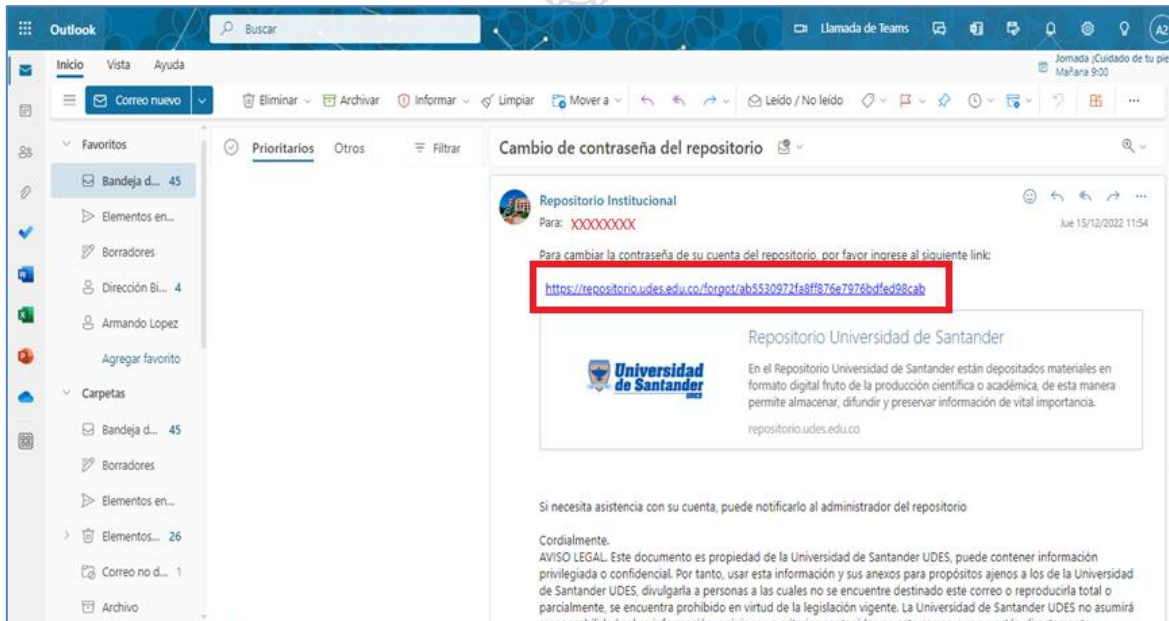 Outlook
Buscar
Llamada de Teams
A2
Inicio
Vista
Ayuda
Jornada ¡Cuidado de tu pie
Mañana 9:00
Correo nuevo
Eliminar
Archivar
Informar
Limpiar
Mover a
Leído / No leído
Favoritos
Bandeja d... 45
Elementos en...
Borradores
Dirección Bi... 4
Armando Lopez
Agregar favorito
Carpetas
Bandeja d... 45
Borradores
Elementos en...
Elementos... 26
Correo no d... 1
Archivo
Prioritarios
Otros
Filtrar
Cambio de contraseña del repositorio
Repositorio Institucional
Para: XXXXXXXX
Jue 15/12/2022 11:54
Para cambiar la contraseña de su cuenta del repositorio, por favor ingrese al siguiente link:
https://repositorio.udes.edu.co/forgot/ab5530972fa8ff876e7976bdfed98cab
Universidad
de Santander
UDES
Repositorio Universidad de Santander
En el Repositorio Universidad de Santander están depositados materiales en
formato digital fruto de la producción científica o académica, de esta manera
permite almacenar, difundir y preservar información de vital importancia.
repositorio.udes.edu.co
Si necesita asistencia con su cuenta, puede notificarlo al administrador del repositorio
Cordialmente.
AVISO LEGAL. Este documento es propiedad de la Universidad de Santander UDES, puede contener información
privilegiada o confidencial. Por tanto, usar esta información y sus anexos para propósitos ajenos a los de la Universidad
de Santander UDES, divulgarla a personas a las cuales no se encuentre destinado este correo o reproducirla total o
parcialmente, se encuentra prohibido en virtud de la legislación vigente. La Universidad de Santander UDES no asumirá